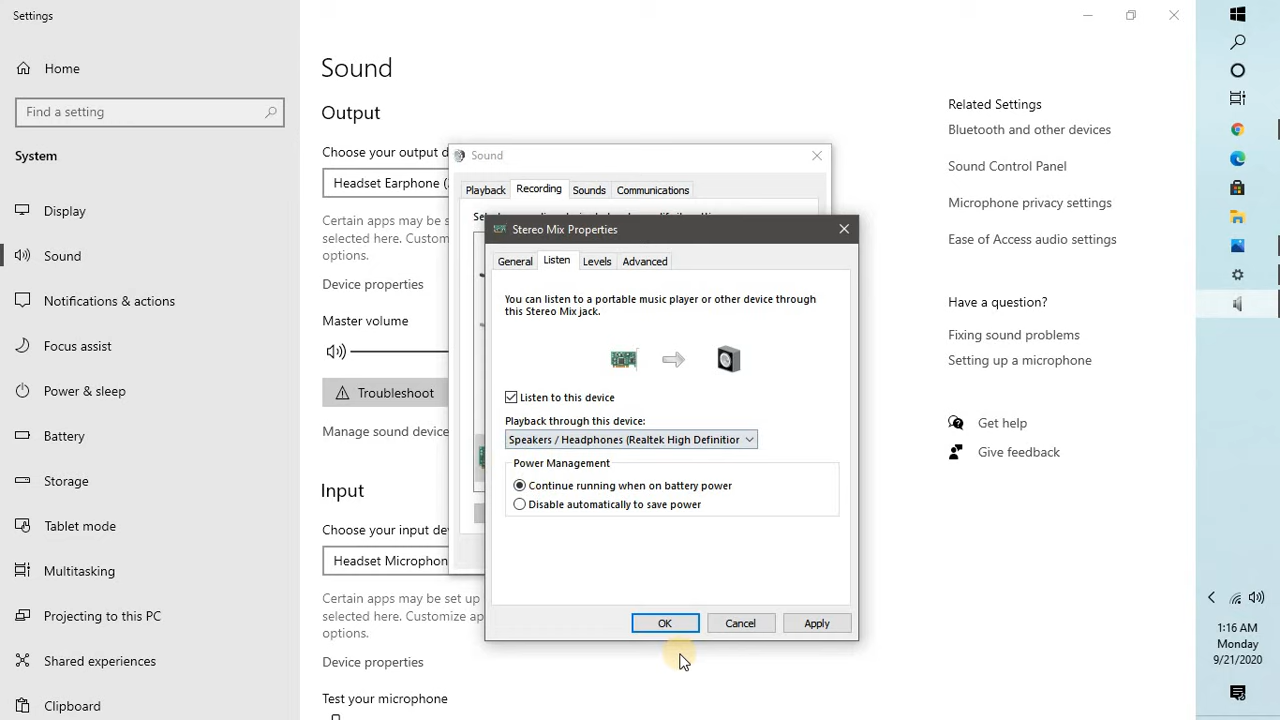 Settings
Home
Find a setting
System
Display
Sound
Notifications & actions
Focus assist
Power & sleep
Battery
Storage
Tablet mode
Multitasking
Projecting to this PC
Shared experiences
Clipboard
Sound
Output
Choose your output d
Headset Earphone (
Certain apps may be s
selected here. Custom
options.
Device properties
Master volume
Troubleshoot
Manage sound device
Input
Choose your input dev
Headset Microphon
Certain apps may be set up
selected here. Customize ap
options.
Device properties
Test your microphone
Sound
Playback Recording Sounds Communications
Stereo Mix Properties
General Listen Levels Advanced
You can listen to a portable music player or other device through
this Stereo Mix jack.
Listen to this device
Playback through this device:
Speakers / Headphones (Realtek High Definition
Power Management
Continue running when on battery power
Disable automatically to save power
OK Cancel Apply
Related Settings
Bluetooth and other devices
Sound Control Panel
Microphone privacy settings
Ease of Access audio settings
Have a question?
Fixing sound problems
Setting up a microphone
Get help
Give feedback
1:16 AM
Monday
9/21/2020